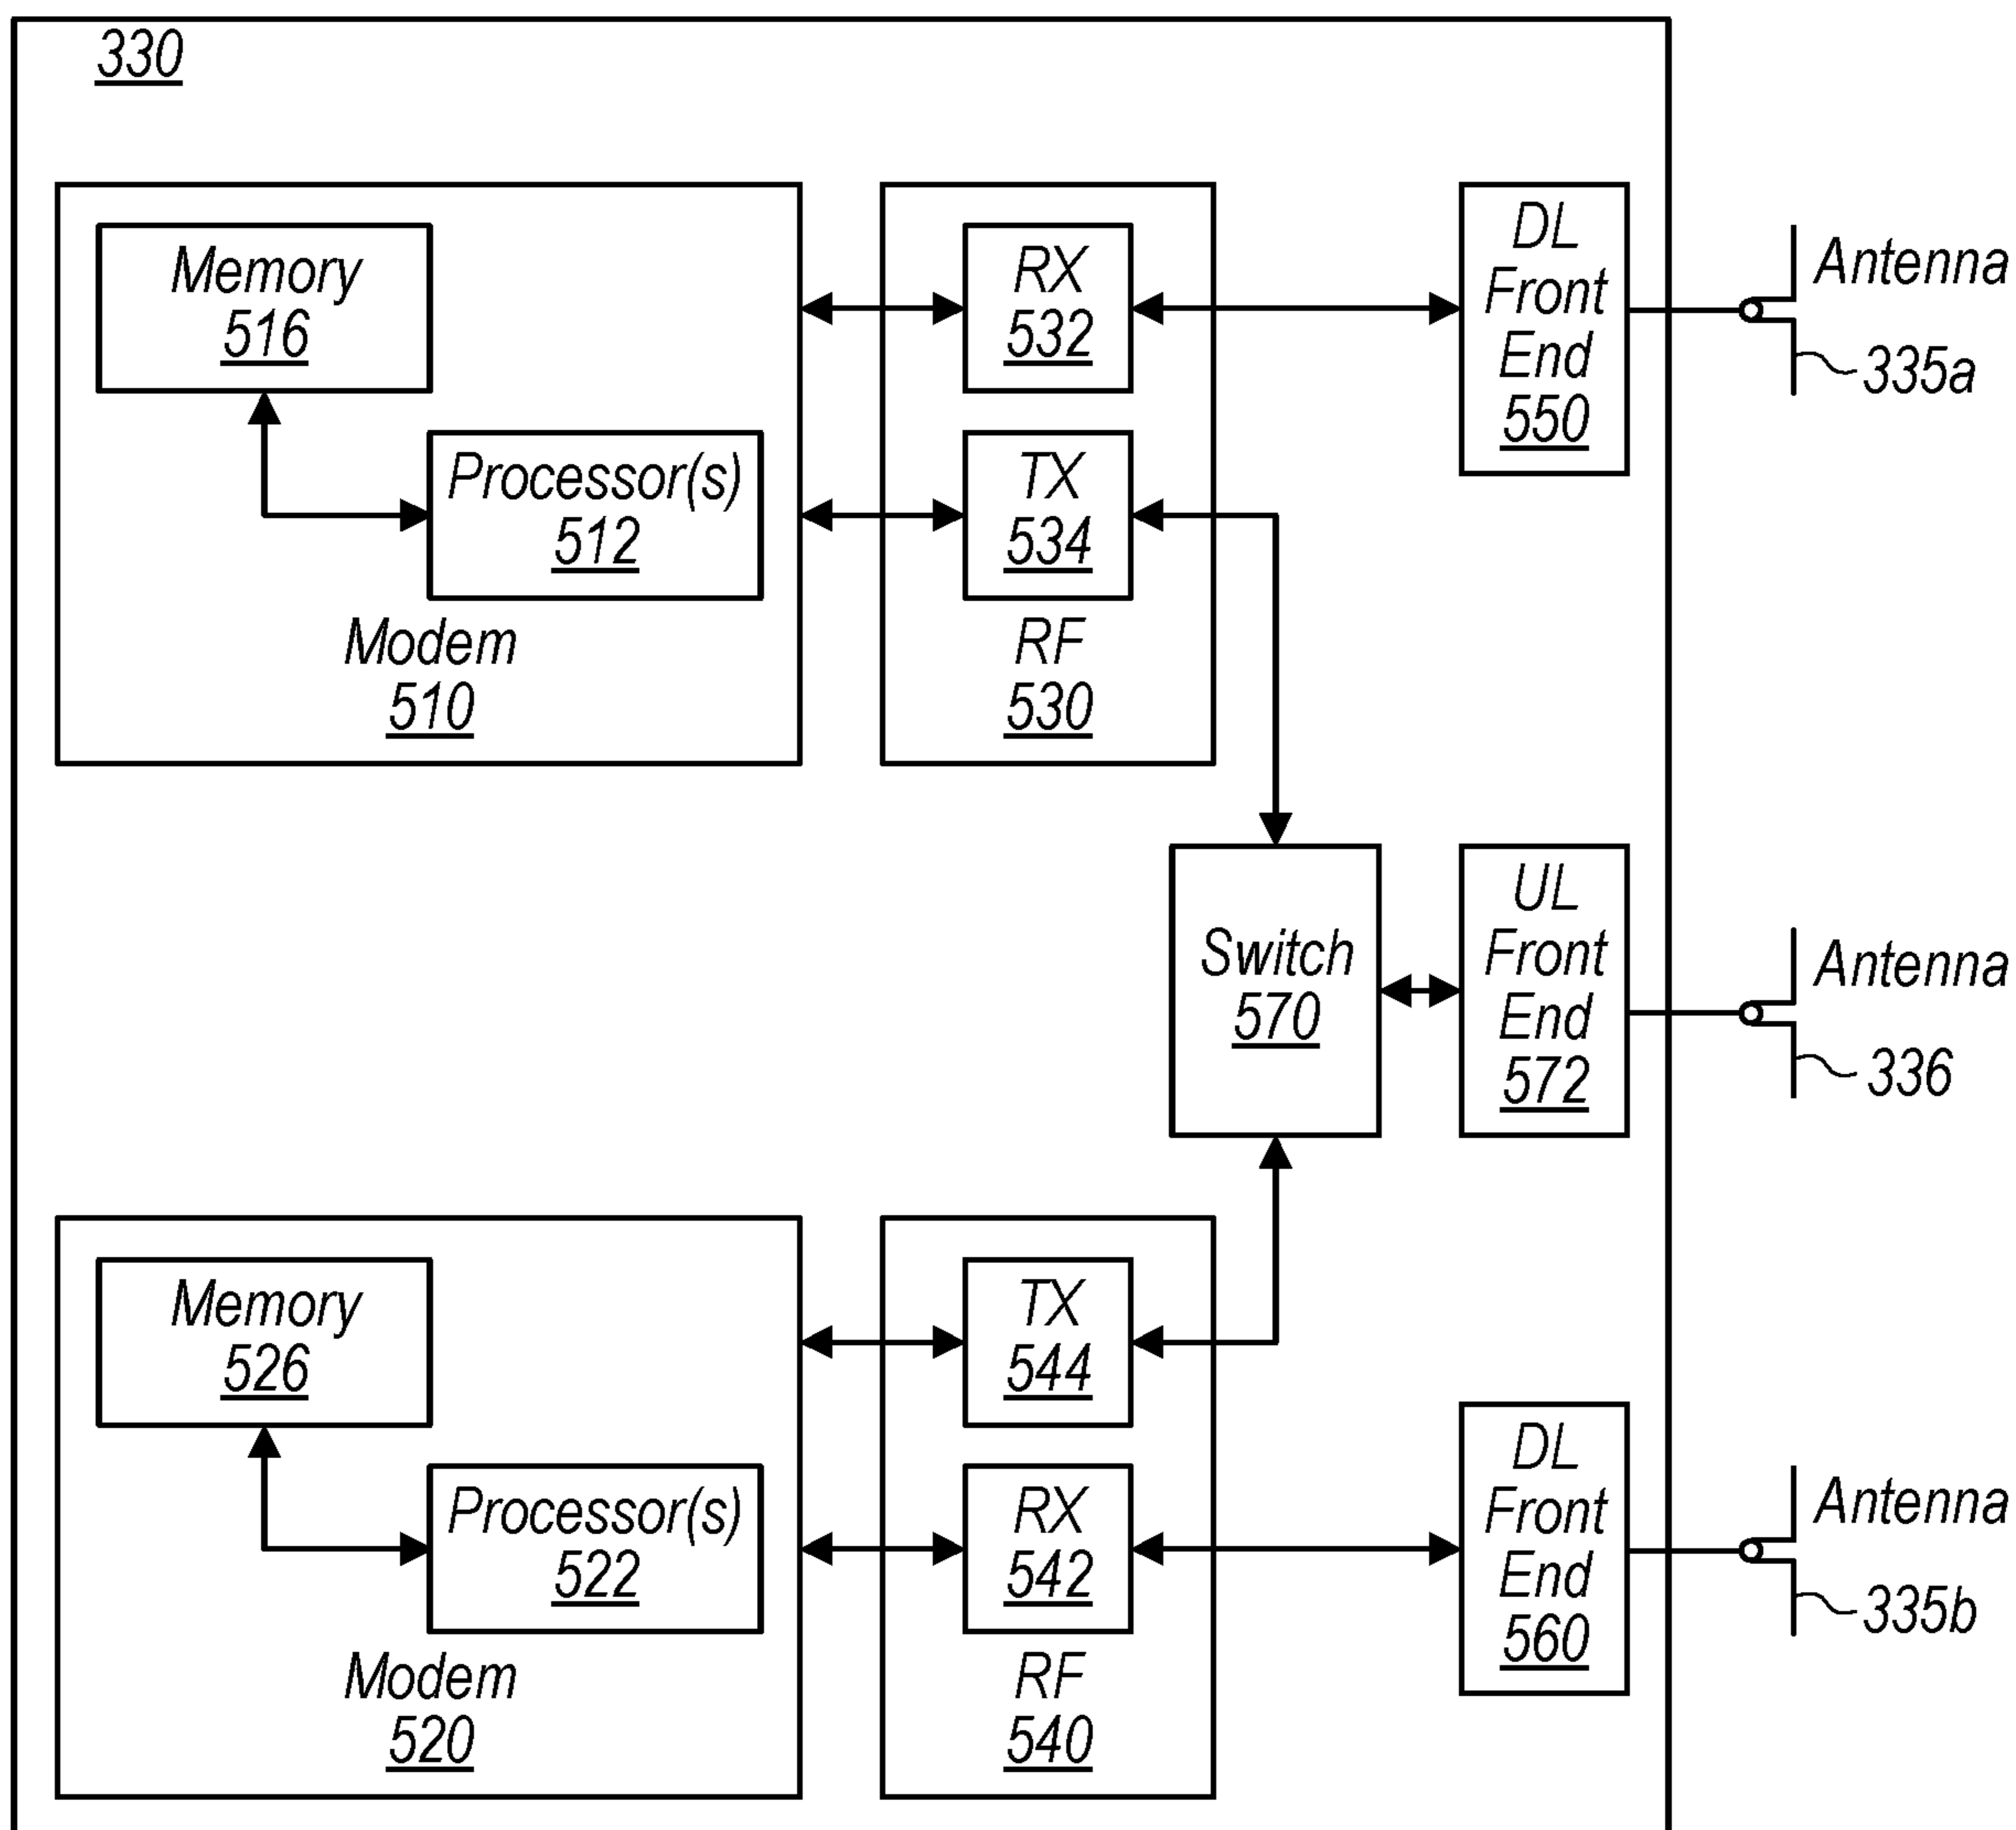 330
Memory
516
Processor(s)
512
Modem
510
RX
532
TX
534
RF
530
DL
Front
End
550
Antenna
335a
Switch
570
UL
Front
End
572
Antenna
336
Memory
526
Processor(s)
522
Modem
520
TX
544
RX
542
RF
540
DL
Front
End
560
Antenna
335b